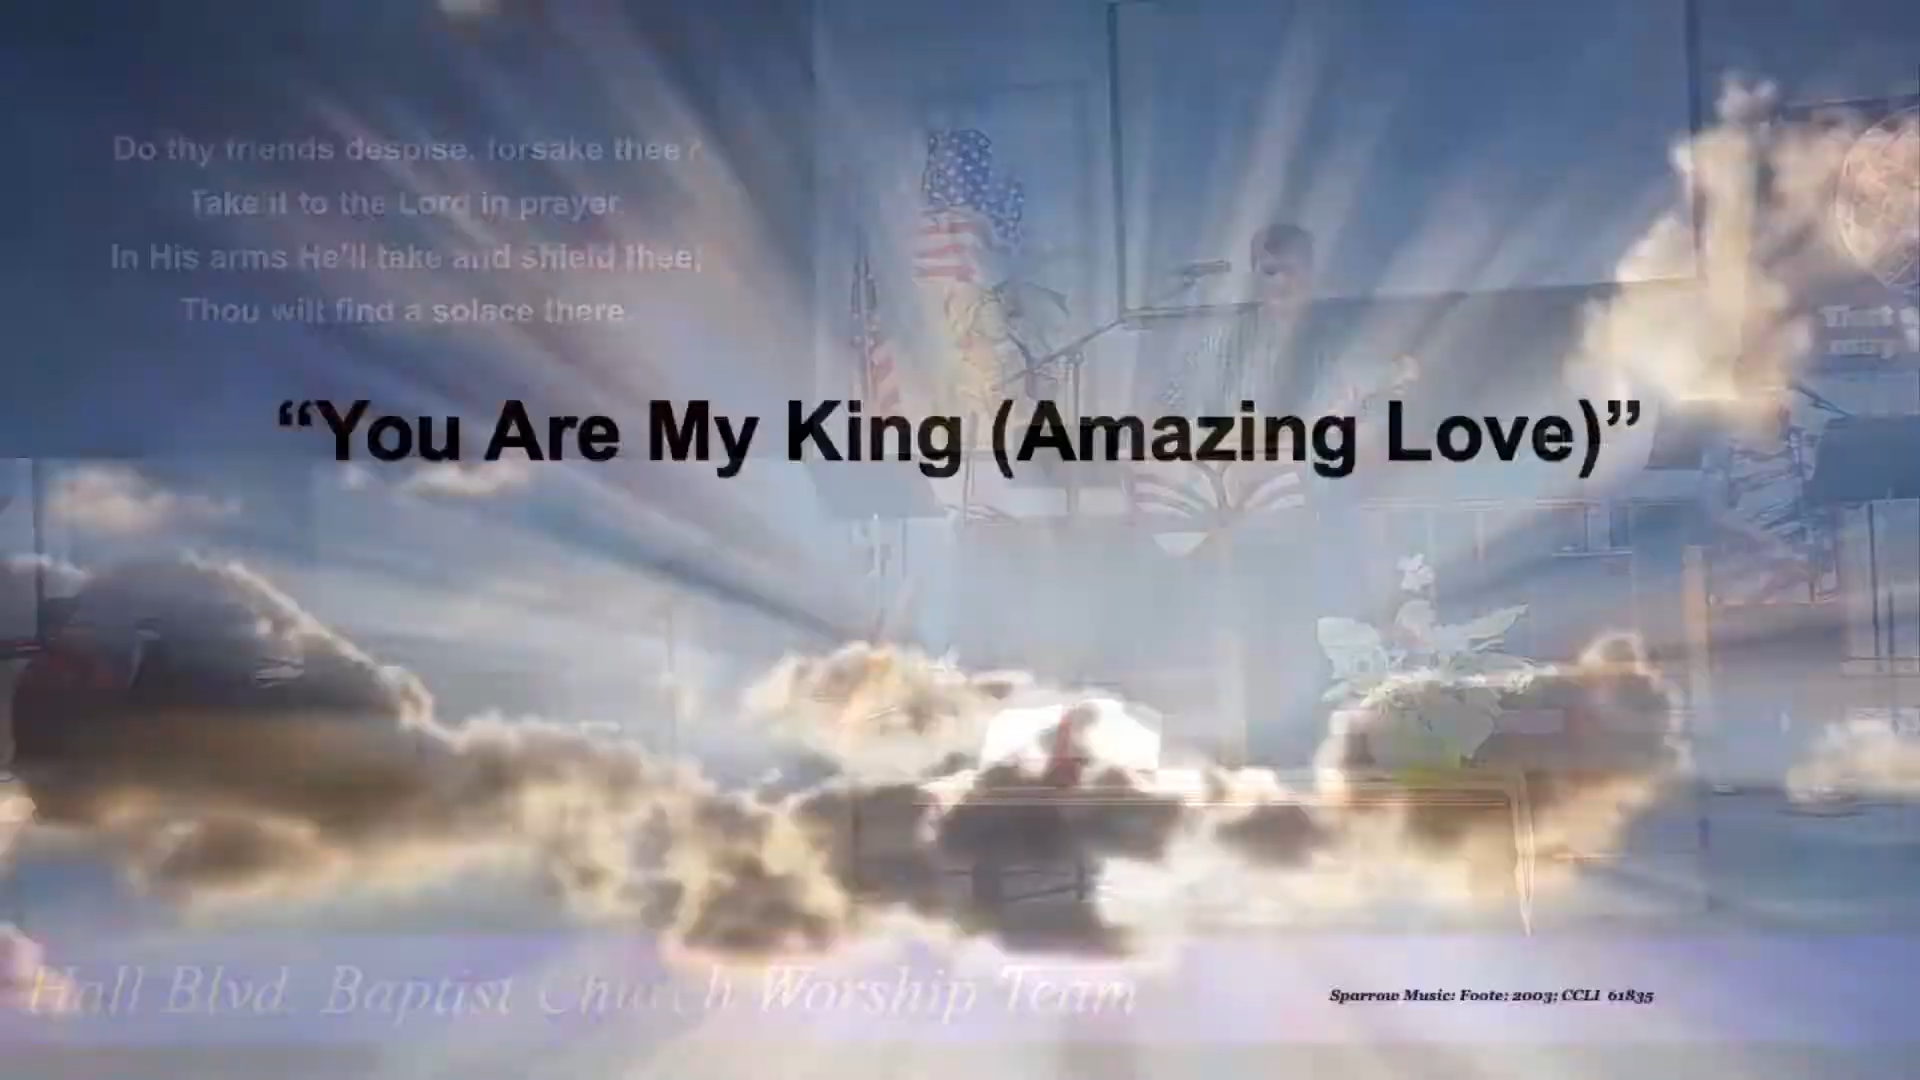 Do thy friends despise, forsake thee?
Take it to the Lord in prayer.
In His arms He’ll take and shield thee;
Thou wilt find a solace there.
“You Are My King (Amazing Love)”
Hall Blvd. Baptist Church Worship Team
Sparrow Music: Foote; 2003; CCLI 61835